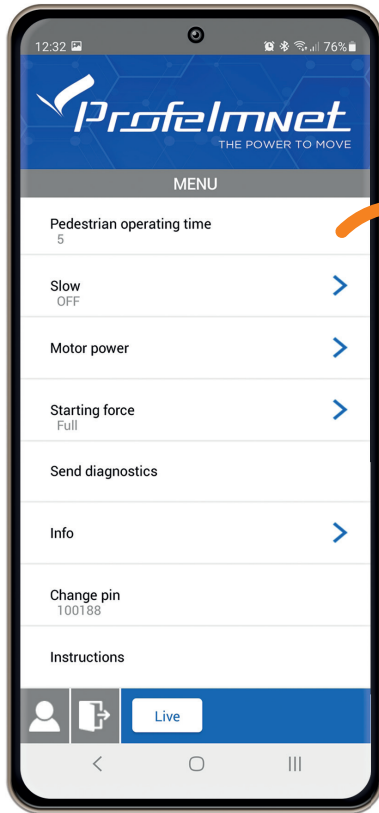 12:32 76%
Profelmnet
THE POWER TO MOVE
MENU
Pedestrian operating time
5
Slow
OFF
Motor power
Starting force
Full
Send diagnostics
Info
Change pin
100188
Instructions
Live